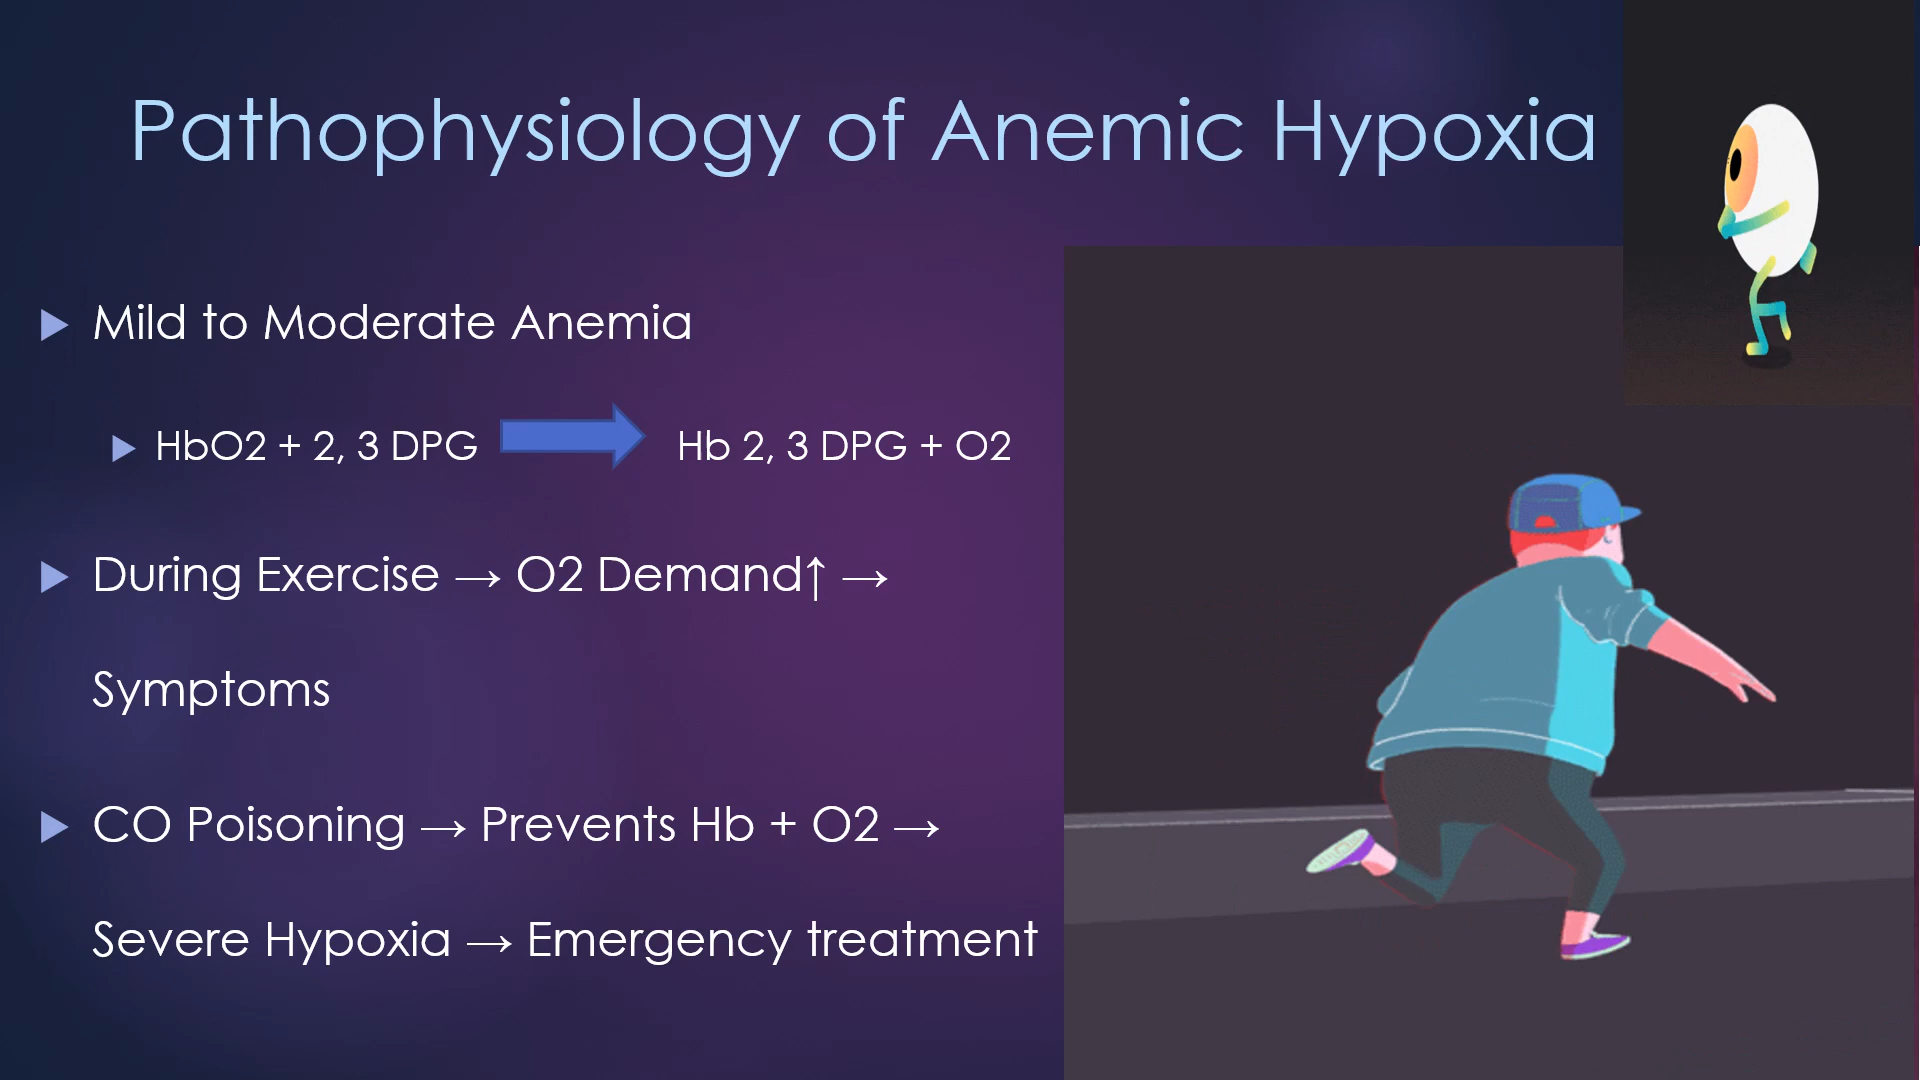 Pathophysiology of Anemic Hypoxia
Mild to Moderate Anemia
HbO2 + 2, 3 DPG Hb 2, 3 DPG + O2
During Exercise → O2 Demand↑ →
Symptoms
CO Poisoning → Prevents Hb + O2 →
Severe Hypoxia → Emergency treatment